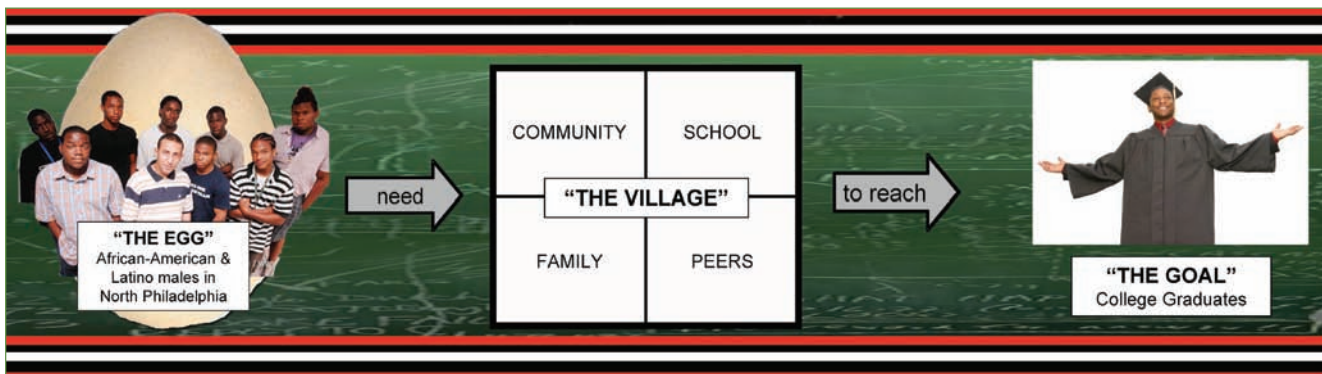 “THE EGG”
African-American &
Latino males in
North Philadelphia
need
COMMUNITY
SCHOOL
“THE VILLAGE”
FAMILY
PEERS
to reach
“THE GOAL”
College Graduates